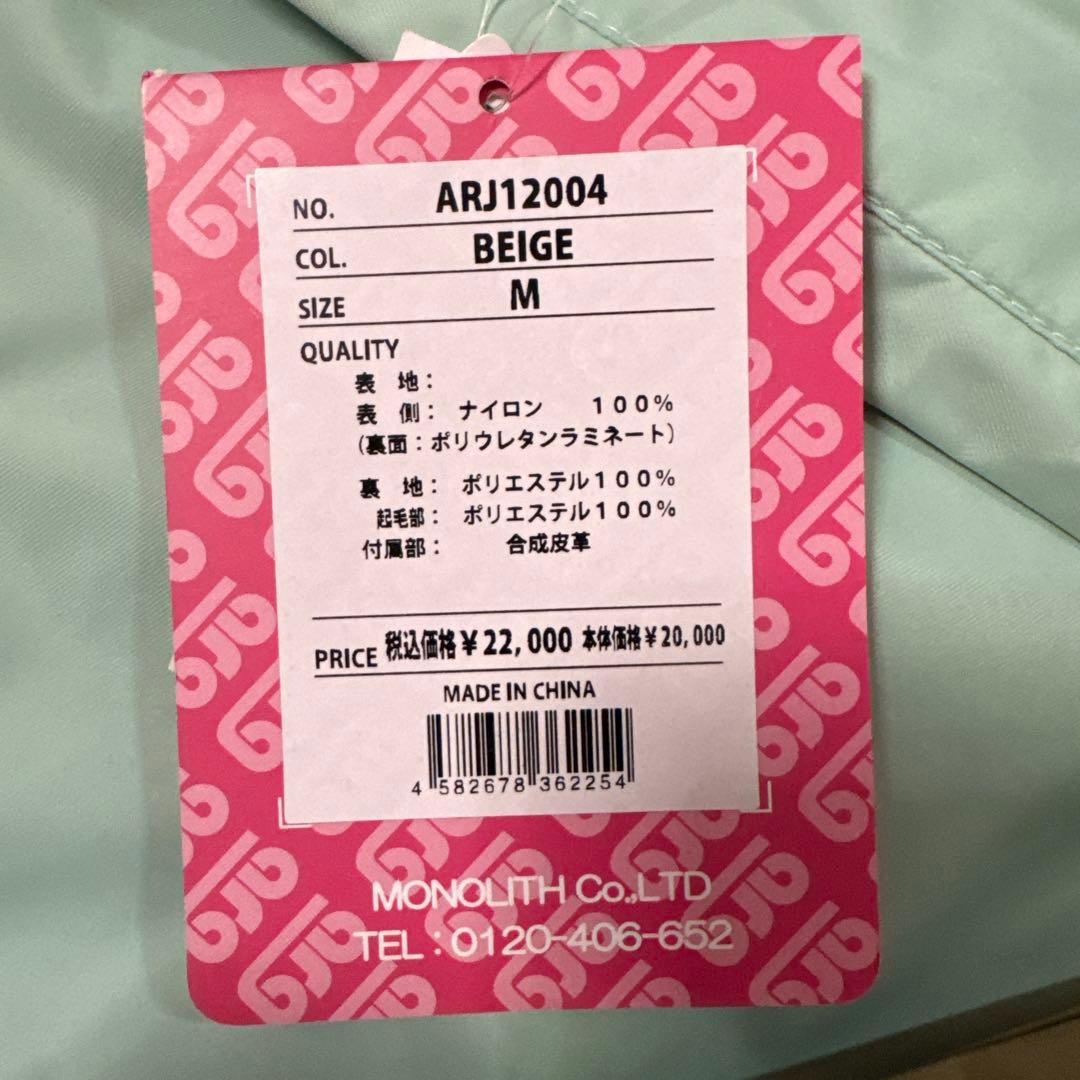 NO. ARJ12004
COL. BEIGE
SIZE M
QUALITY
表 地：
表 側： ナイロン １００％
（裏面：ポリウレタンラミネート）
裏 地： ポリエステル１００％
起毛部： ポリエステル１００％
付属部： 合成皮革
PRICE 税込価格￥22,000 本体価格￥20,000
MADE IN CHINA
4 582678 362254
MONOLITH Co.,LTD
TEL：0120-406-652